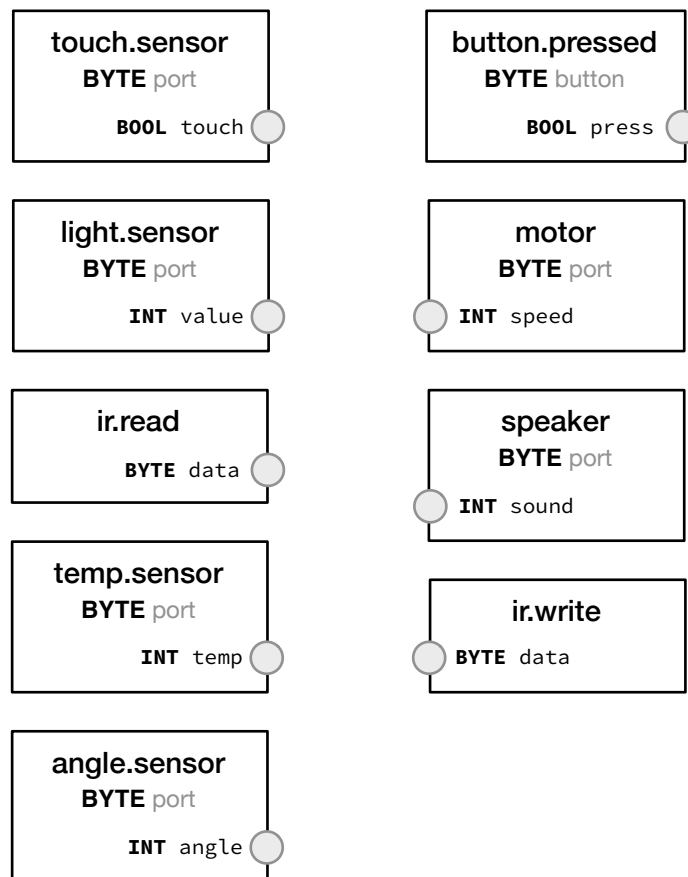 touch.sensor
BYTE port
BOOL touch
light.sensor
BYTE port
INT value
ir.read
BYTE data
temp.sensor
BYTE port
INT temp
angle.sensor
BYTE port
INT angle
button.pressed
BYTE button
BOOL press
motor
BYTE port
INT speed
speaker
BYTE port
INT sound
ir.write
BYTE data